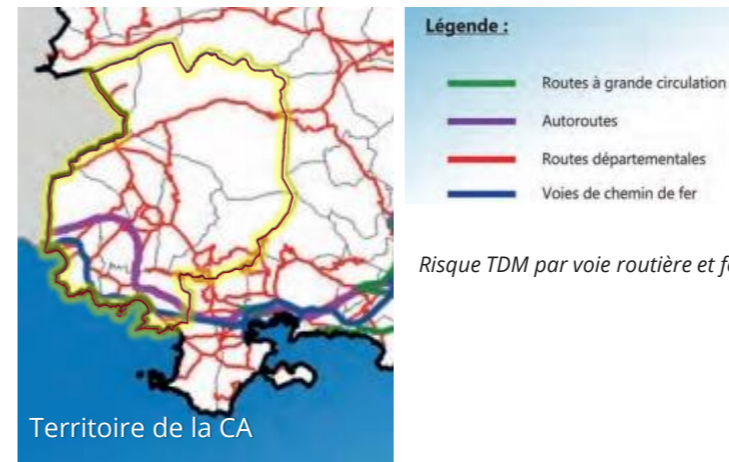 Légende :
Routes à grande circulation
Autoroutes
Routes départementales
Voies de chemin de fer
Risque TDM par voie routière et
Territoire de la CA